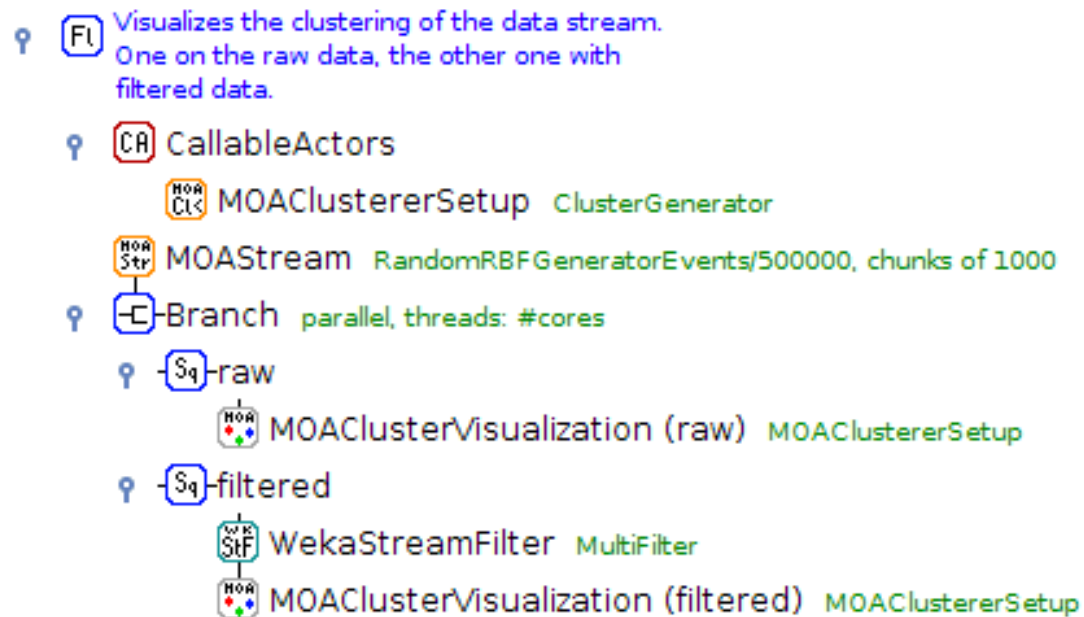 Fl Visualizes the clustering of the data stream.
One on the raw data, the other one with
filtered data.
CA CallableActors
MOA Cl< MOAClustererSetup ClusterGenerator
MOA Str MOAStream RandomRBFGeneratorEvents/500000, chunks of 1000
Branch parallel, threads: #cores
Sq raw
MOA MOAClusterVisualization (raw) MOAClustererSetup
Sq filtered
WK StF WekaStreamFilter MultiFilter
MOA MOAClusterVisualization (filtered) MOAClustererSetup